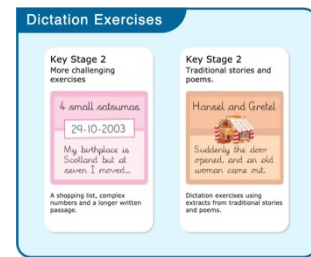 Dictation Exercises
Key Stage 2
More challenging
exercises
4 small satsumas
29-10-2003
My birthplace is
Scotland but at
seven I moved...
A shopping list, complex
numbers and a longer written
passage.
Key Stage 2
Traditional stories and
poems.
Hansel and Gretel
Suddenly the door
opened, and an old
woman came out.
Dictation exercises using
extracts from traditional stories
and poems.